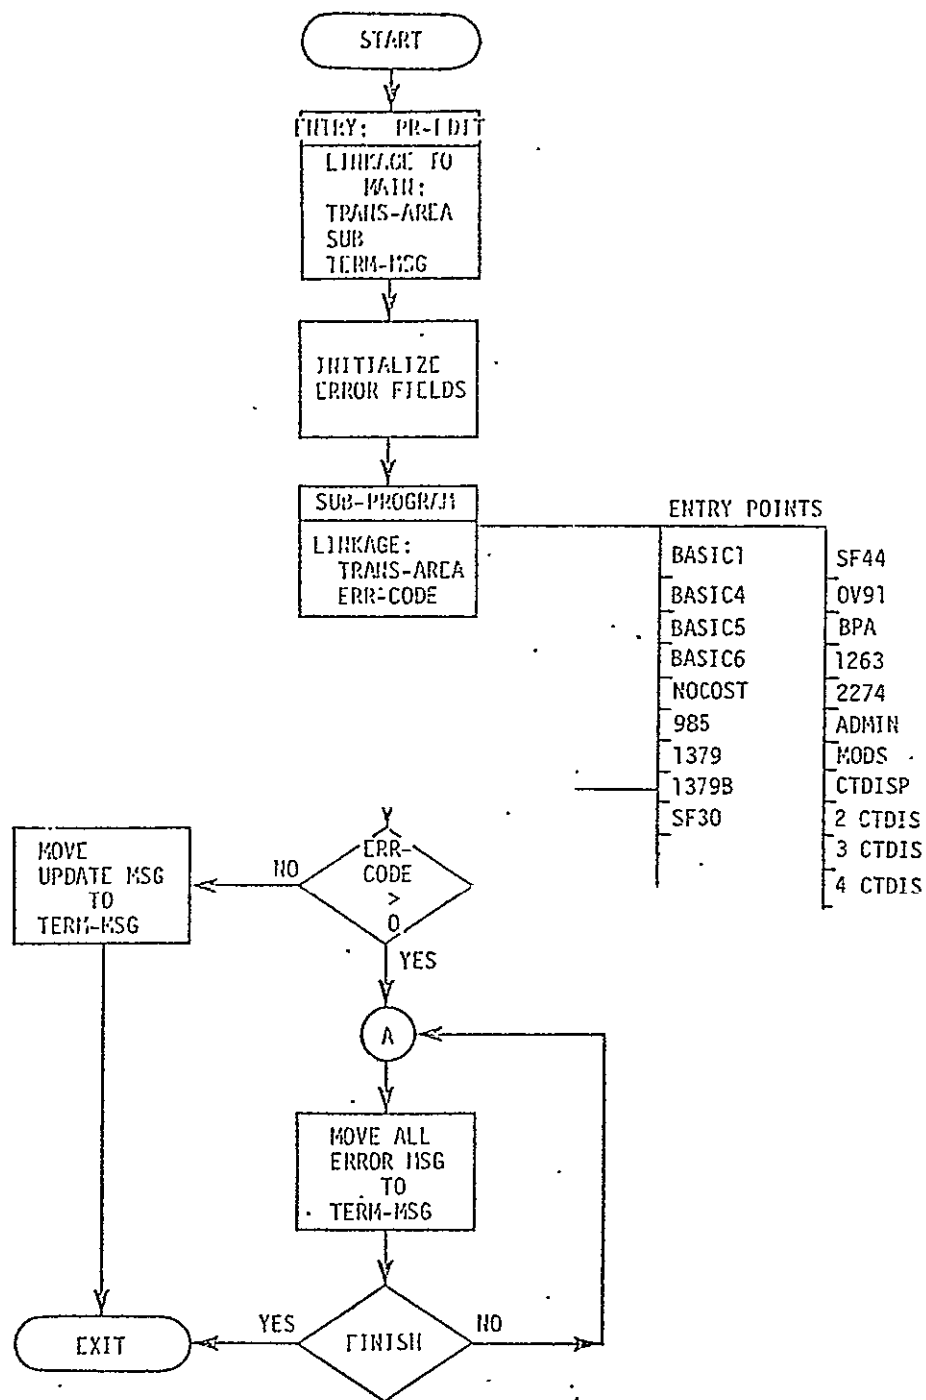 START
ENTRY: PR-EDIT
LINKAGE TO
MAIN:
TRANS-AREA
SUB
TERM-MSG
INITIALIZE
ERROR FIELDS
SUB-PROGRAM
LINKAGE:
TRANS-AREA
ERR-CODE
ENTRY POINTS
BASIC1
BASIC4
BASIC5
BASIC6
NOCOST
985
1379
1379B
SF30
SF44
OV91
BPA
1263
2274
ADMIN
MODS
CTDISP
2 CTDIS
3 CTDIS
4 CTDIS
ERR-
CODE
>
0
NO
YES
MOVE
UPDATE MSG
TO
TERM-MSG
A
MOVE ALL
ERROR MSG
TO
TERM-MSG
FINISH
YES
NO
EXIT